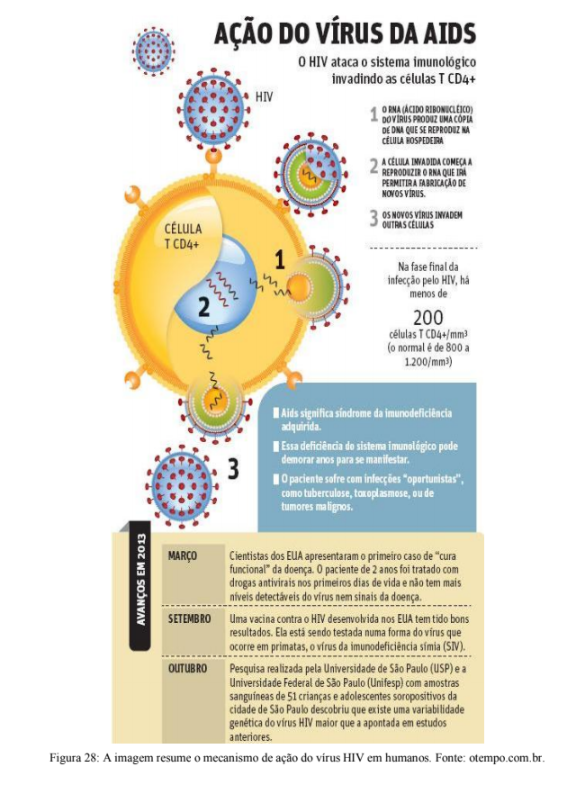 AÇÃO DO VÍRUS DA AIDS
O HIV ataca o sistema imunológico
invadindo as células T CD4+
HIV
1 O RNA (ÁCIDO RIBONUCLÉICO)
DO VÍRUS PRODUZ UMA CÓPIA
DE DNA QUE SE REPRODUZ NA
CÉLULA HOSPEDEIRA
2 A CÉLULA INVADIDA COMEÇA A
REPRODUZIR O RNA QUE IRÁ
PERMITIR A FABRICAÇÃO DE
NOVOS VÍRUS.
3 OS NOVOS VÍRUS INVADEM
OUTRAS CÉLULAS
CÉLULA
T CD4+
1
2
3
Na fase final da
infecção pelo HIV, há
menos de
200
células T CD4+/mm³
(o normal é de 800 a
1.200/mm³)
Aids significa síndrome da imunodeficiência
adquirida.
Essa deficiência do sistema imunológico pode
demorar anos para se manifestar.
O paciente sofre com infecções "oportunistas",
como tuberculose, toxoplasmose, ou de
tumores malignos.
AVANÇOS EM 2013
MARÇO
Cientistas dos EUA apresentaram o primeiro caso de "cura
funcional" da doença. O paciente de 2 anos foi tratado com
drogas antivirais nos primeiros dias de vida e não tem mais
níveis detectáveis do vírus nem sinais da doença.
SETEMBRO
Uma vacina contra o HIV desenvolvida nos EUA tem tido bons
resultados. Ela está sendo testada numa forma do vírus que
ocorre em primatas, o vírus da imunodeficiência símia (SIV).
OUTUBRO
Pesquisa realizada pela Universidade de São Paulo (USP) e a
Universidade Federal de São Paulo (Unifesp) com amostras
sanguíneas de 51 crianças e adolescentes soropositivos da
cidade de São Paulo descobriu que existe uma variabilidade
genética do vírus HIV maior que a apontada em estudos
anteriores.
Figura 28: A imagem resume o mecanismo de ação do vírus HIV em humanos. Fonte: otempo.com.br.